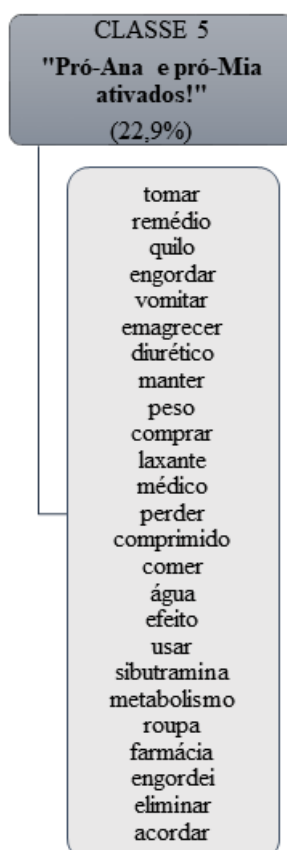 CLASSE 5
"Pró-Ana e pró-Mia
ativados!"
(22,9%)
tomar
remédio
quilo
engordar
vomitar
emagrecer
diurético
manter
peso
comprar
laxante
médico
perder
comprimido
comer
água
efeito
usar
sibutramina
metabolismo
roupa
farmácia
engordei
eliminar
acordar